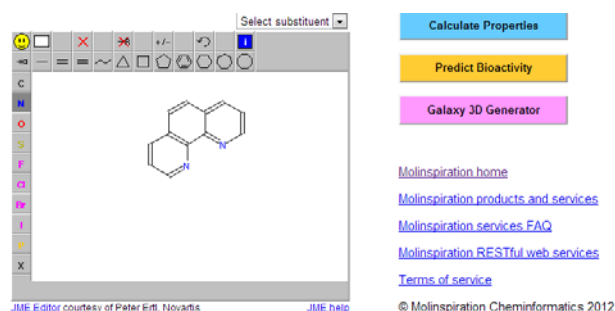 Select substituent
Calculate Properties
+/-
i
Predict Bioactivity
C
N
N
O
N
S
F
Galaxy 3D Generator
Cl
Br
I
X
Molinspiration home
Molinspiration products and services
Molinspiration services FAQ
Molinspiration RESTful web services
Terms of service
JME Editor courtesy of Peter Ertl, Novartis
JME help
© Molinspiration Cheminformatics 2012